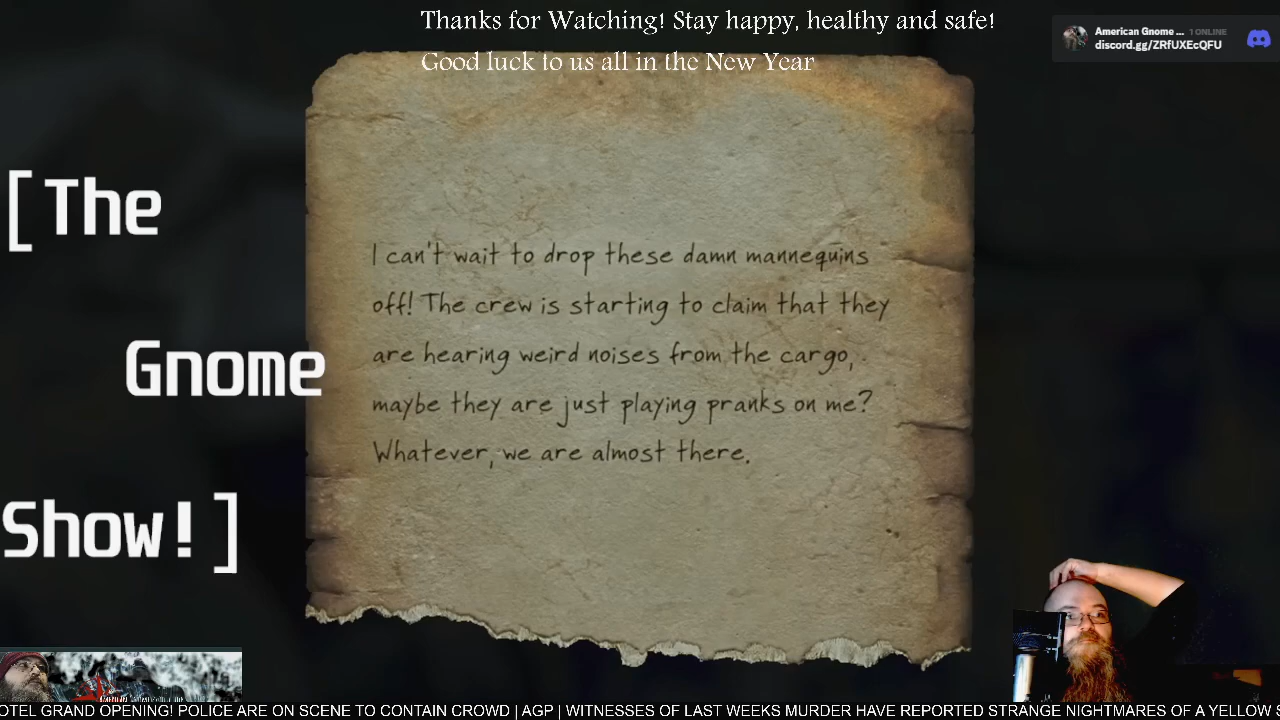 Thanks for Watching! Stay happy, healthy and safe!
Good luck to us all in the New Year
American Gnome ... 1 ONLINE
discord.gg/ZRfUXEcQFU
[The
Gnome
Show!]
I can't wait to drop these damn mannequins
off! The crew is starting to claim that they
are hearing weird noises from the cargo,
maybe they are just playing pranks on me?
Whatever, we are almost there.
OTEL GRAND OPENING! POLICE ARE ON SCENE TO CONTAIN CROWD | AGP | WITNESSES OF LAST WEEKS MURDER HAVE REPORTED STRANGE NIGHTMARES OF A YELLOW S